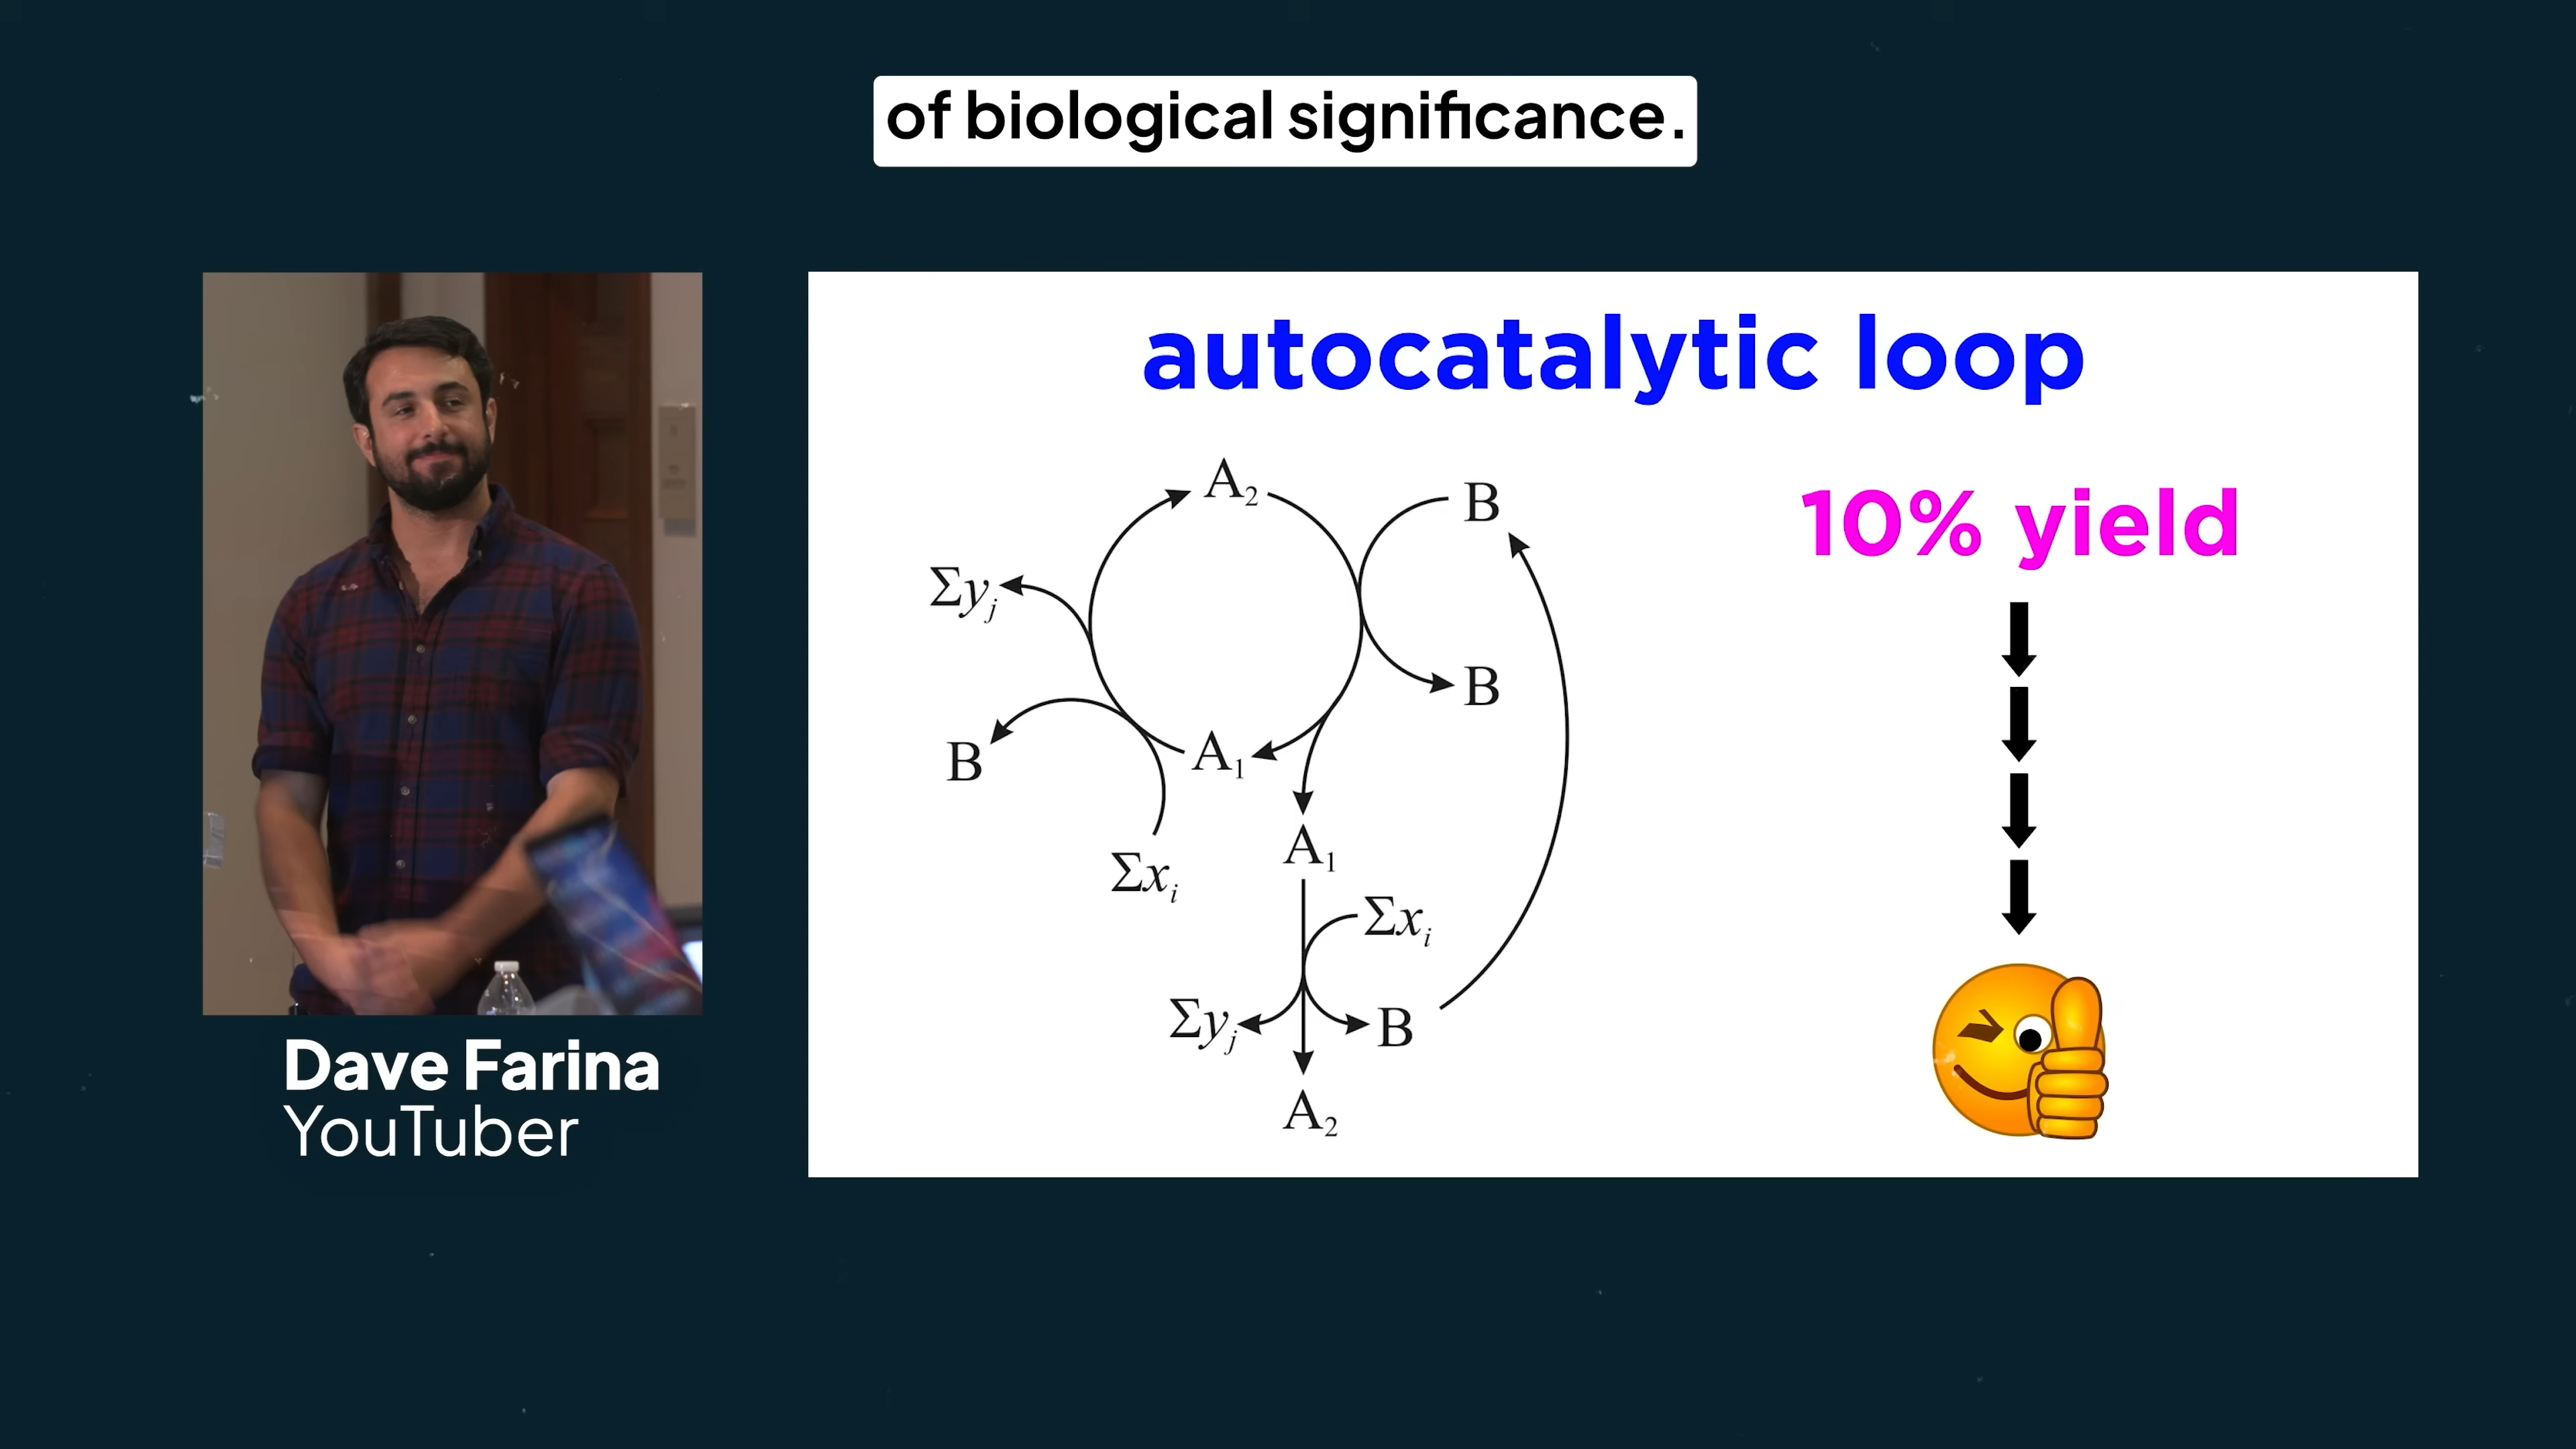 of biological significance.
autocatalytic loop
A₂
B
10% yield
Σyⱼ
B
B
A₁
A₁
Σxᵢ
Σxᵢ
Σyⱼ
B
A₂
Dave Farina
YouTuber